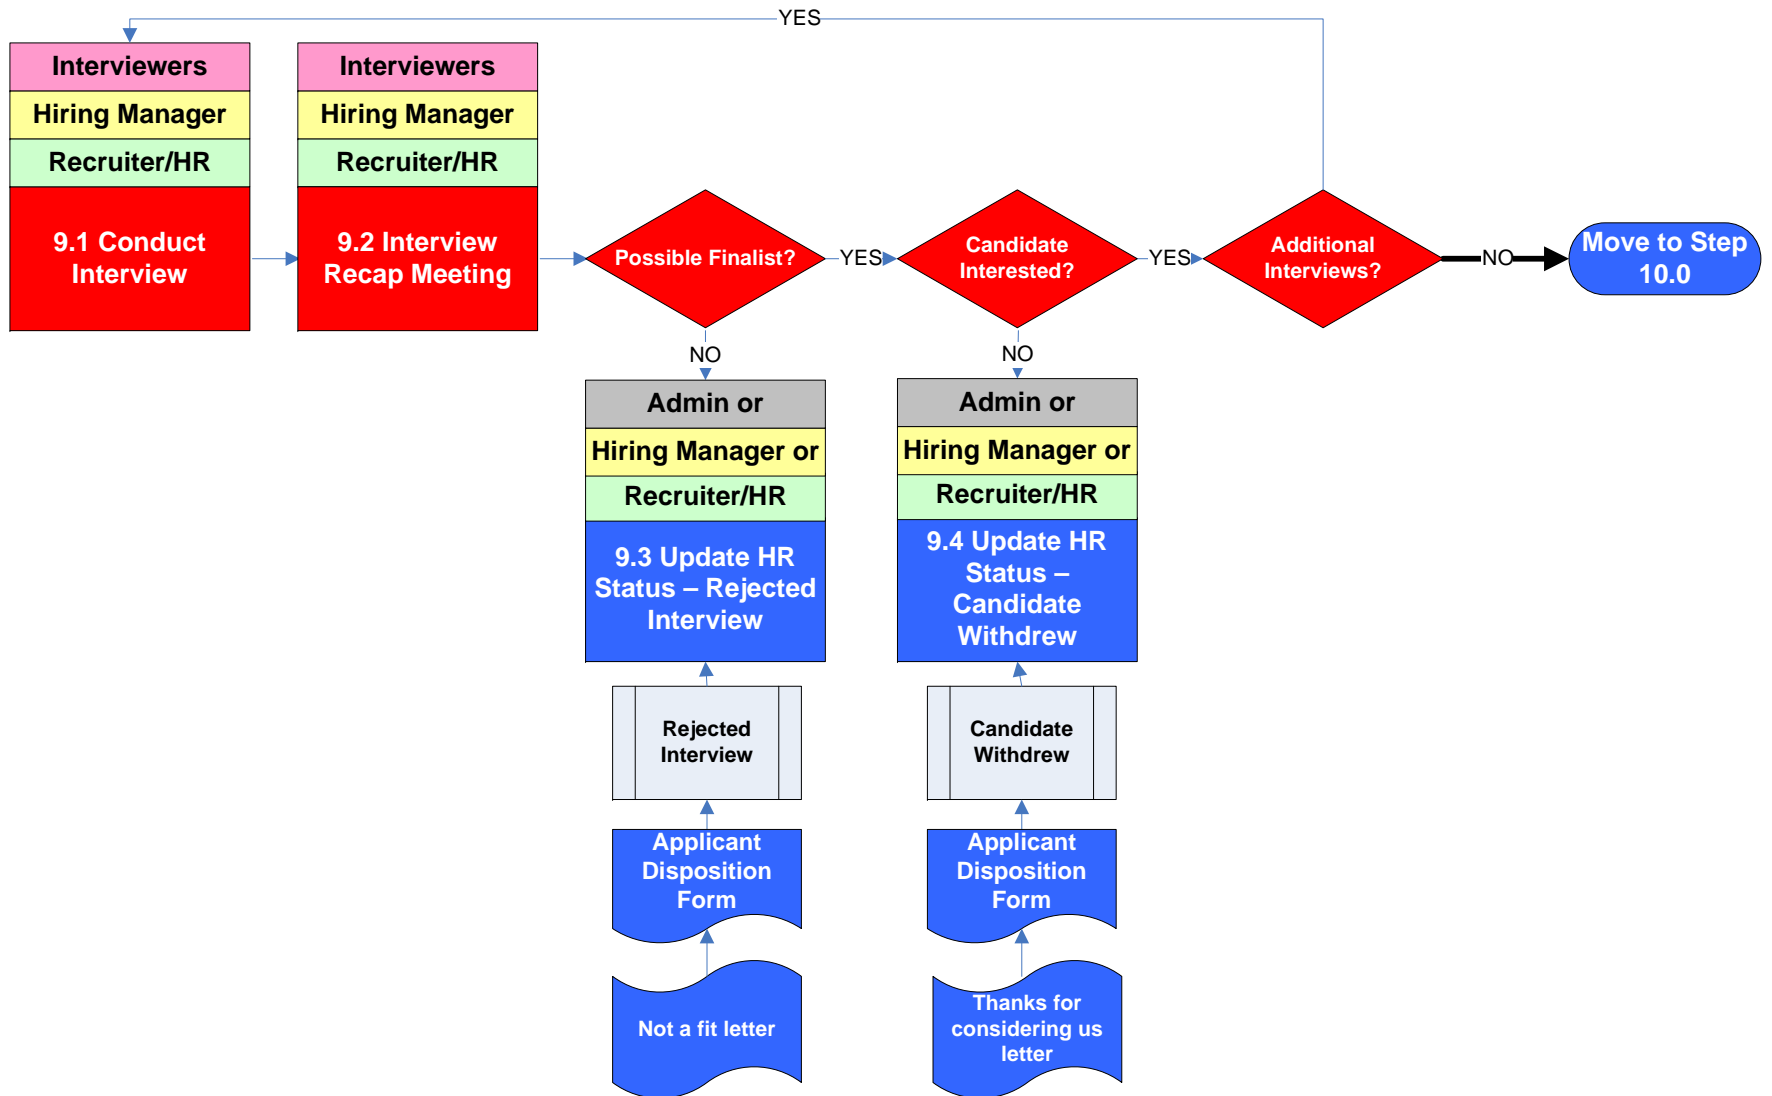 YES
Interviewers
Hiring Manager
Recruiter/HR
9.1 Conduct
Interview
Interviewers
Hiring Manager
Recruiter/HR
9.2 Interview
Recap Meeting
Possible Finalist?
YES
Candidate
Interested?
YES
Additional
Interviews?
NO
Move to Step
10.0
NO
Admin or
Hiring Manager or
Recruiter/HR
9.3 Update HR
Status – Rejected
Interview
Rejected
Interview
Applicant
Disposition
Form
Not a fit letter
NO
Admin or
Hiring Manager or
Recruiter/HR
9.4 Update HR
Status –
Candidate
Withdrew
Candidate
Withdrew
Applicant
Disposition
Form
Thanks for
considering us
letter